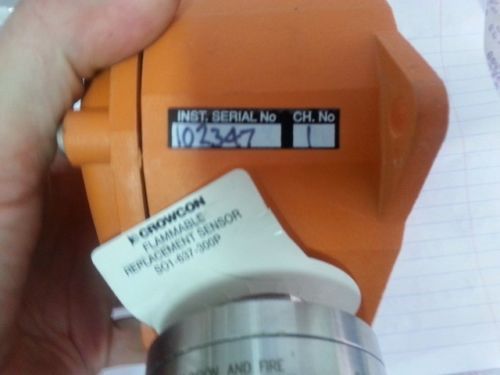 INST. SERIAL No CH. No
102347 1
CROWCON
FLAMMABLE
REPLACEMENT SENSOR
S01-637-300P
AND FIRE